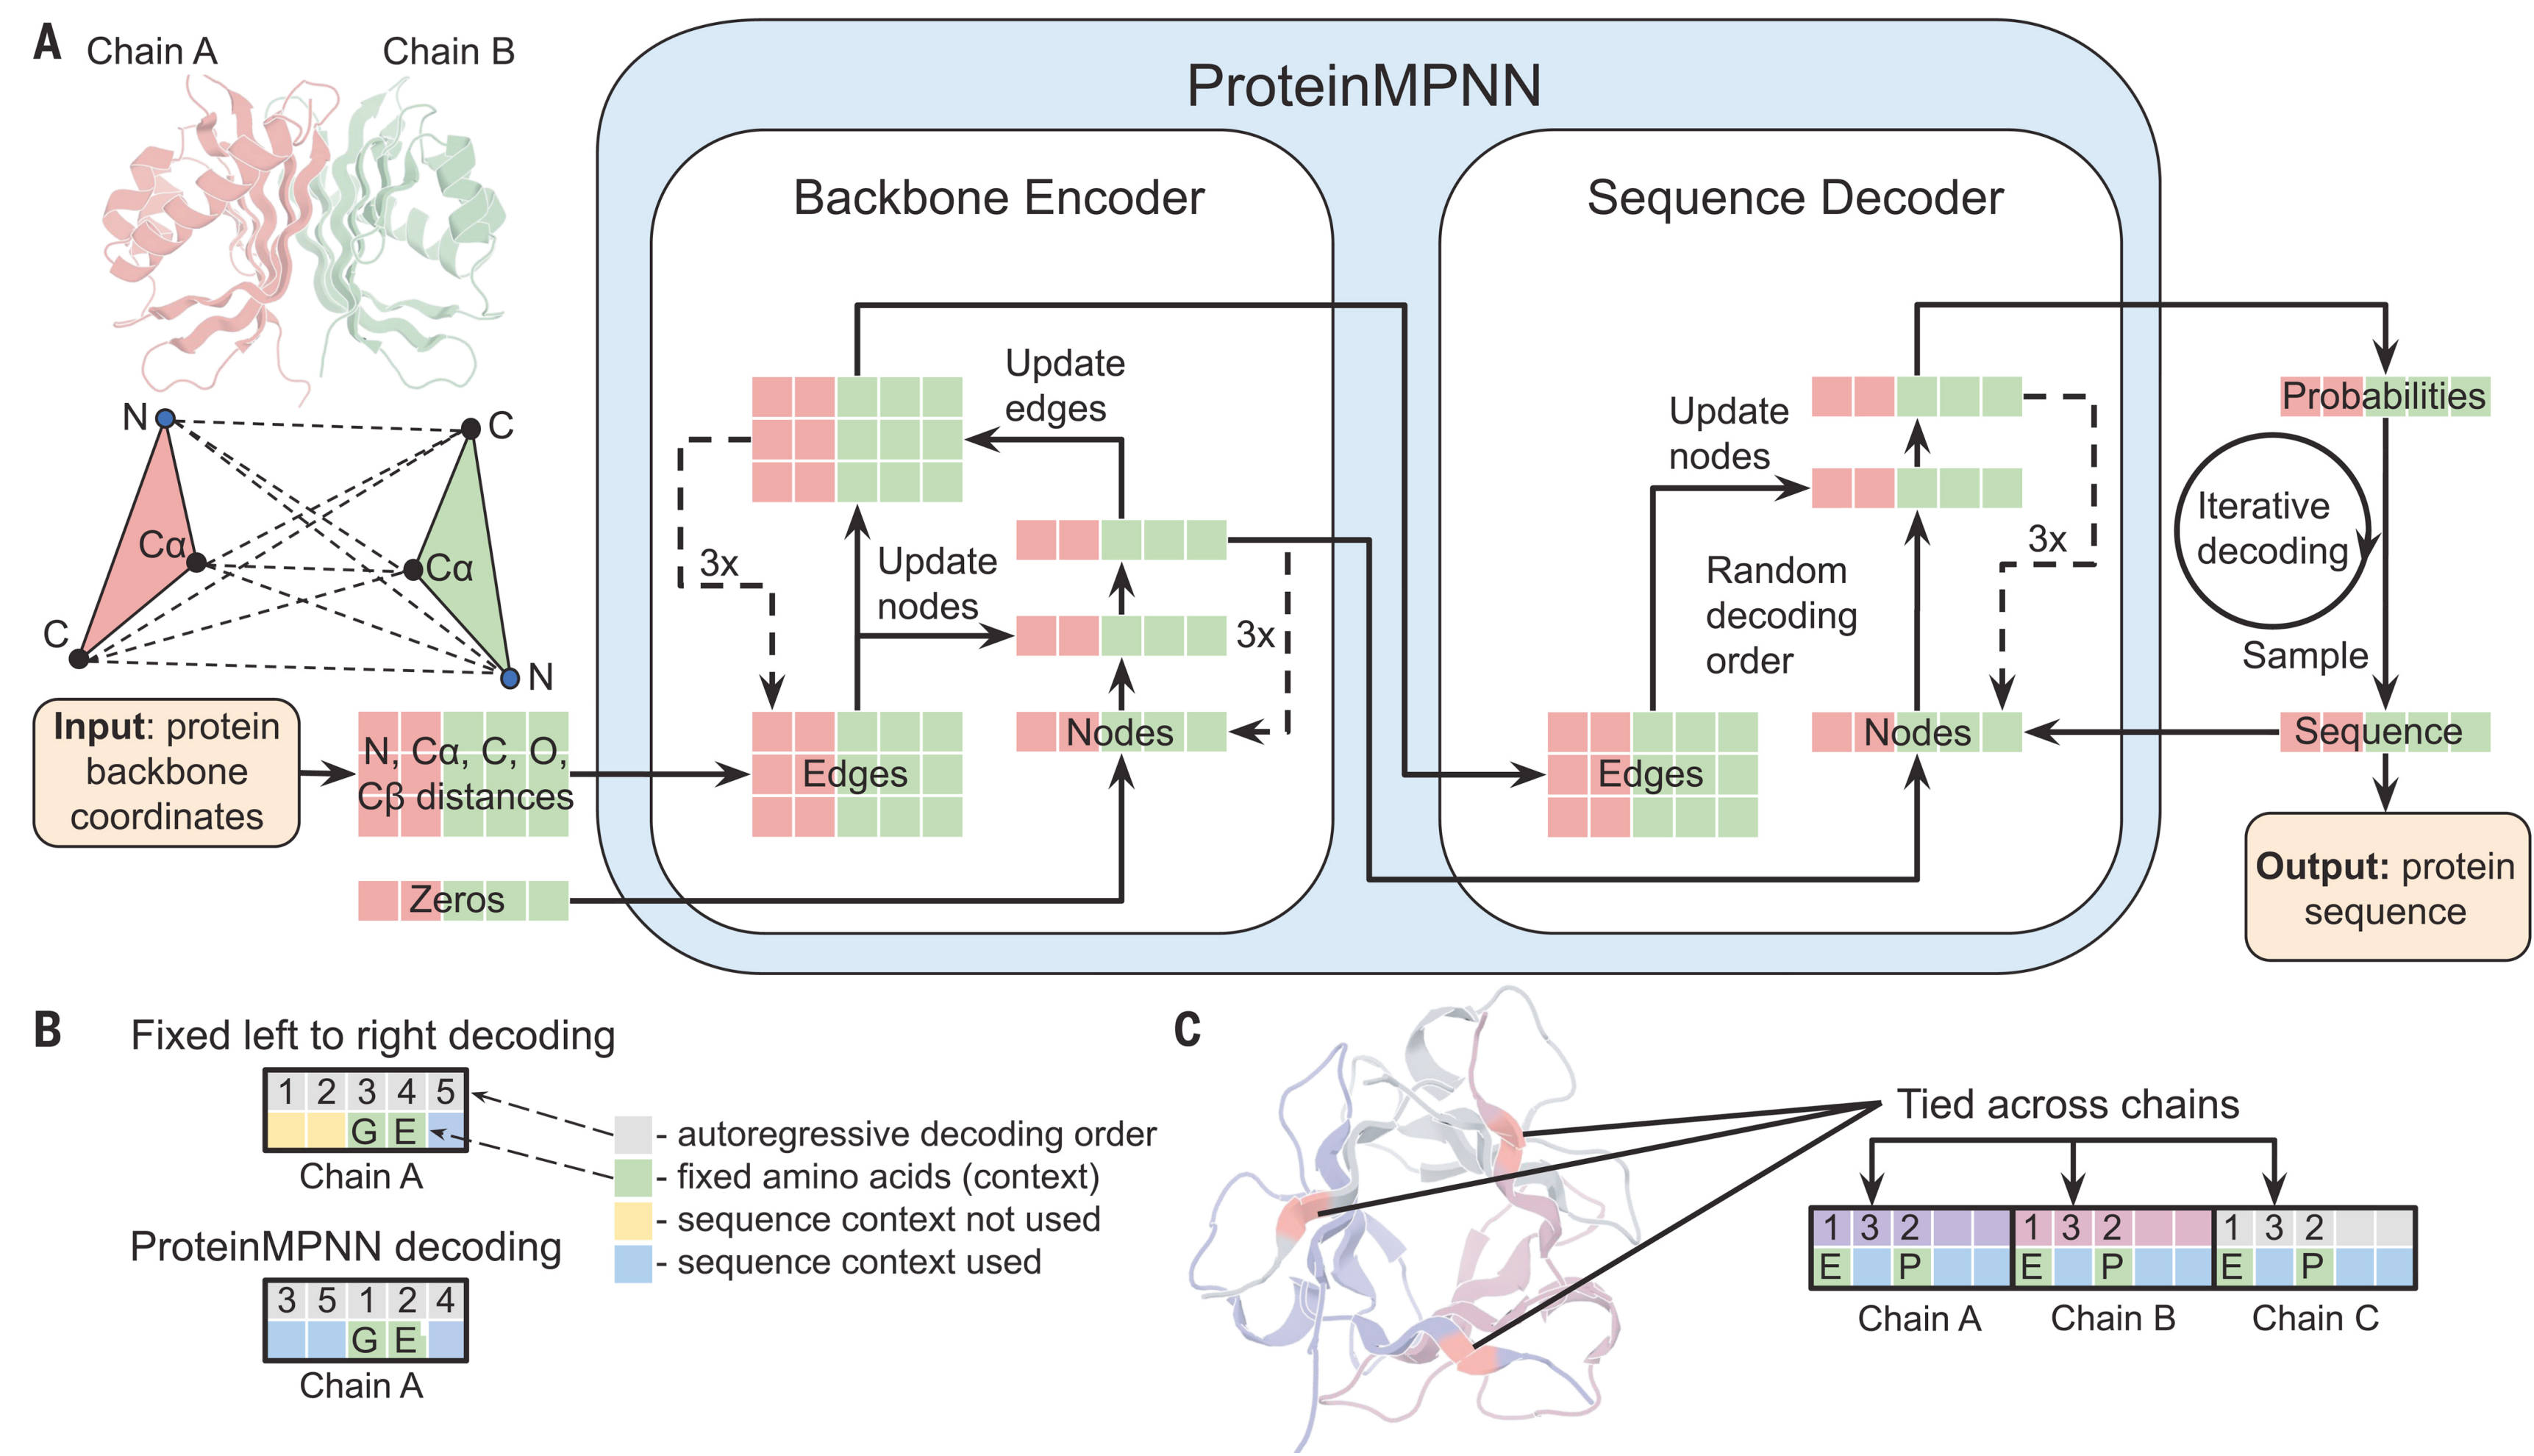 A
Chain A
Chain B
N
C
Cα
Cα
C
N
Input: protein
backbone
coordinates
N, Cα, C, O,
Cβ distances
Zeros
ProteinMPNN
Backbone Encoder
Update
edges
3x
Update
nodes
3x
Edges
Nodes
Sequence Decoder
Update
nodes
Random
decoding
order
3x
Edges
Nodes
Probabilities
Iterative
decoding
Sample
Sequence
Output: protein
sequence
B
Fixed left to right decoding
1 2 3 4 5
G E
Chain A
ProteinMPNN decoding
3 5 1 2 4
G E
Chain A
- autoregressive decoding order
- fixed amino acids (context)
- sequence context not used
- sequence context used
C
Tied across chains
1 3 2 1 3 2 1 3 2
E P E P E P
Chain A Chain B Chain C